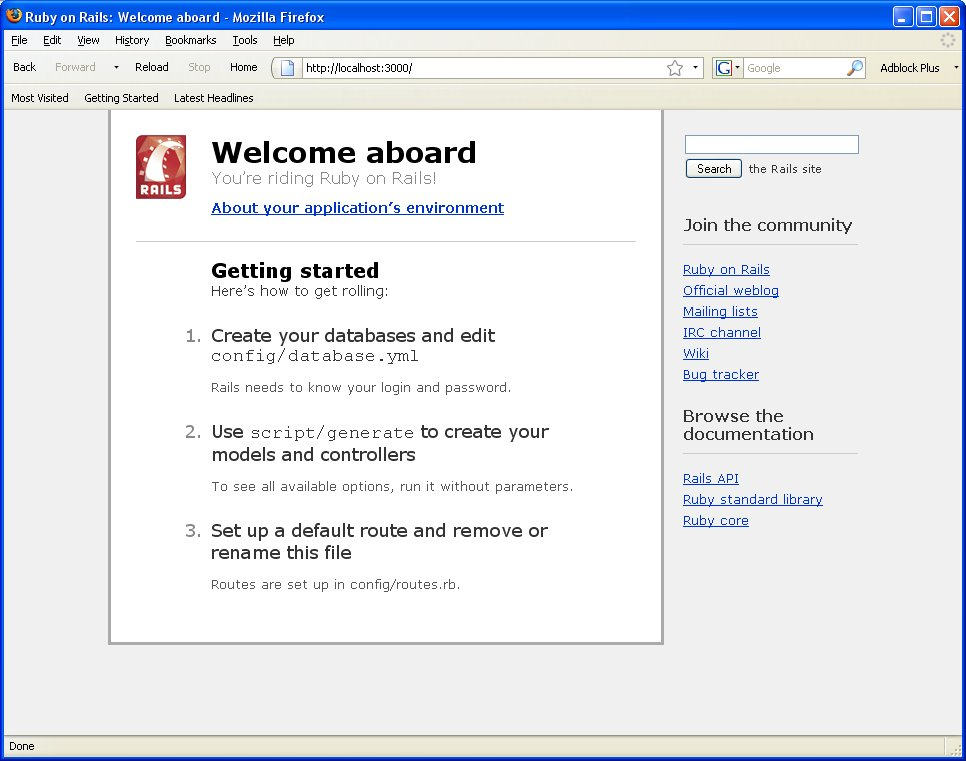 Ruby on Rails: Welcome aboard - Mozilla Firefox
File Edit View History Bookmarks Tools Help
Back Forward Reload Stop Home http://localhost:3000/ G Google Adblock Plus
Most Visited Getting Started Latest Headlines
RAILS
Welcome aboard
You’re riding Ruby on Rails!
About your application’s environment
Getting started
Here’s how to get rolling:
1. Create your databases and edit
config/database.yml
Rails needs to know your login and password.
2. Use script/generate to create your
models and controllers
To see all available options, run it without parameters.
3. Set up a default route and remove or
rename this file
Routes are set up in config/routes.rb.
Search the Rails site
Join the community
Ruby on Rails
Official weblog
Mailing lists
IRC channel
Wiki
Bug tracker
Browse the
documentation
Rails API
Ruby standard library
Ruby core
Done